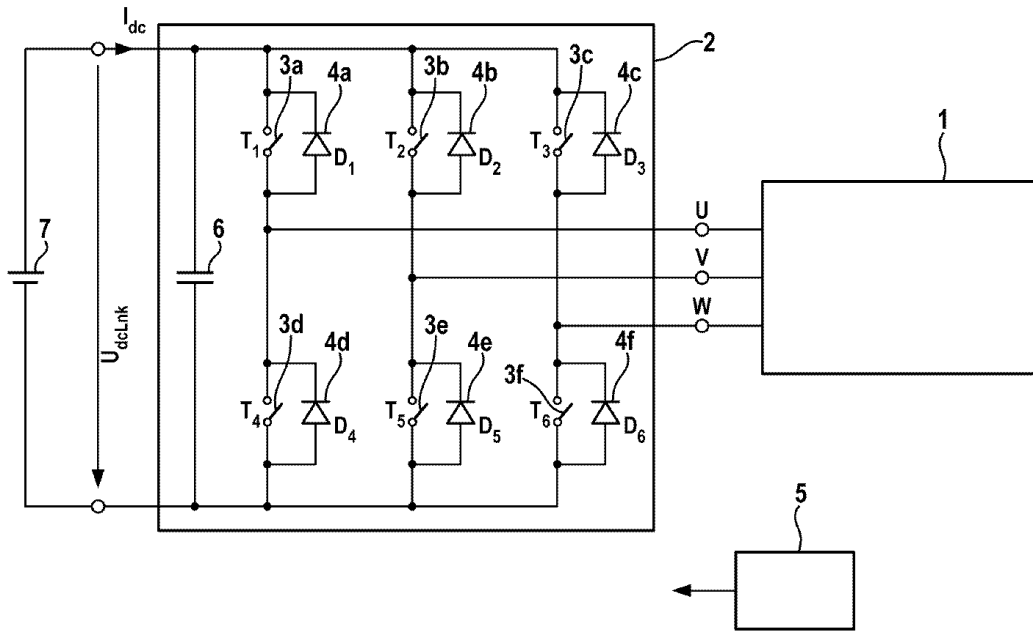 I_dc
2
3a 4a 3b 4b 3c 4c
T_1 D_1 T_2 D_2 T_3 D_3
1
U
7 6 V
U_dcLnk
W
3d 4d 3e 4e 3f 4f
T_4 D_4 T_5 D_5 T_6 D_6
5